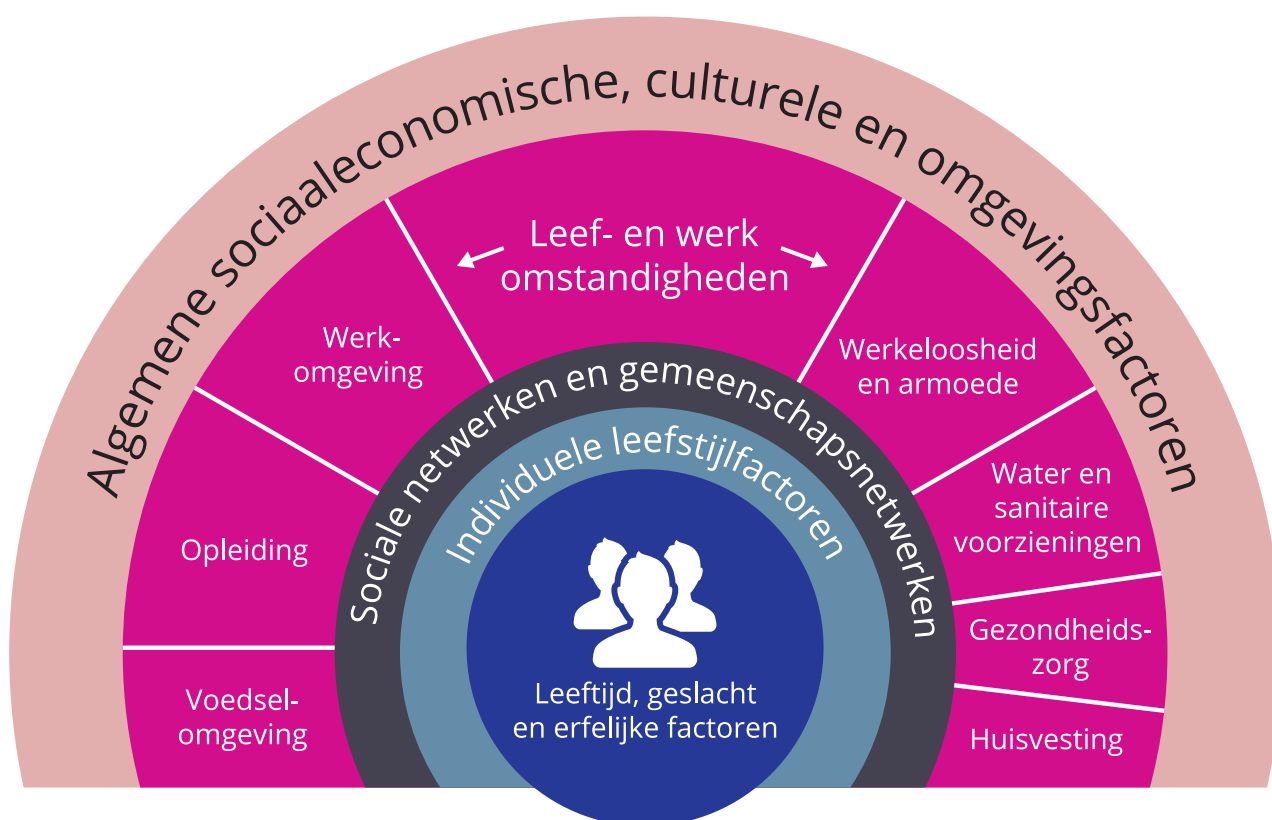 Algemene sociaaleconomische, culturele en omgevingsfactoren
Leef- en werk
omstandigheden
Werk-
omgeving
Opleiding
Voedsel-
omgeving
Werkeloosheid
en armoede
Water en
sanitaire
voorzieningen
Gezondheids-
zorg
Huisvesting
Sociale netwerken en gemeenschapsnetwerken
Individuele leefstijlfactoren
Leeftijd, geslacht
en erfelijke factoren